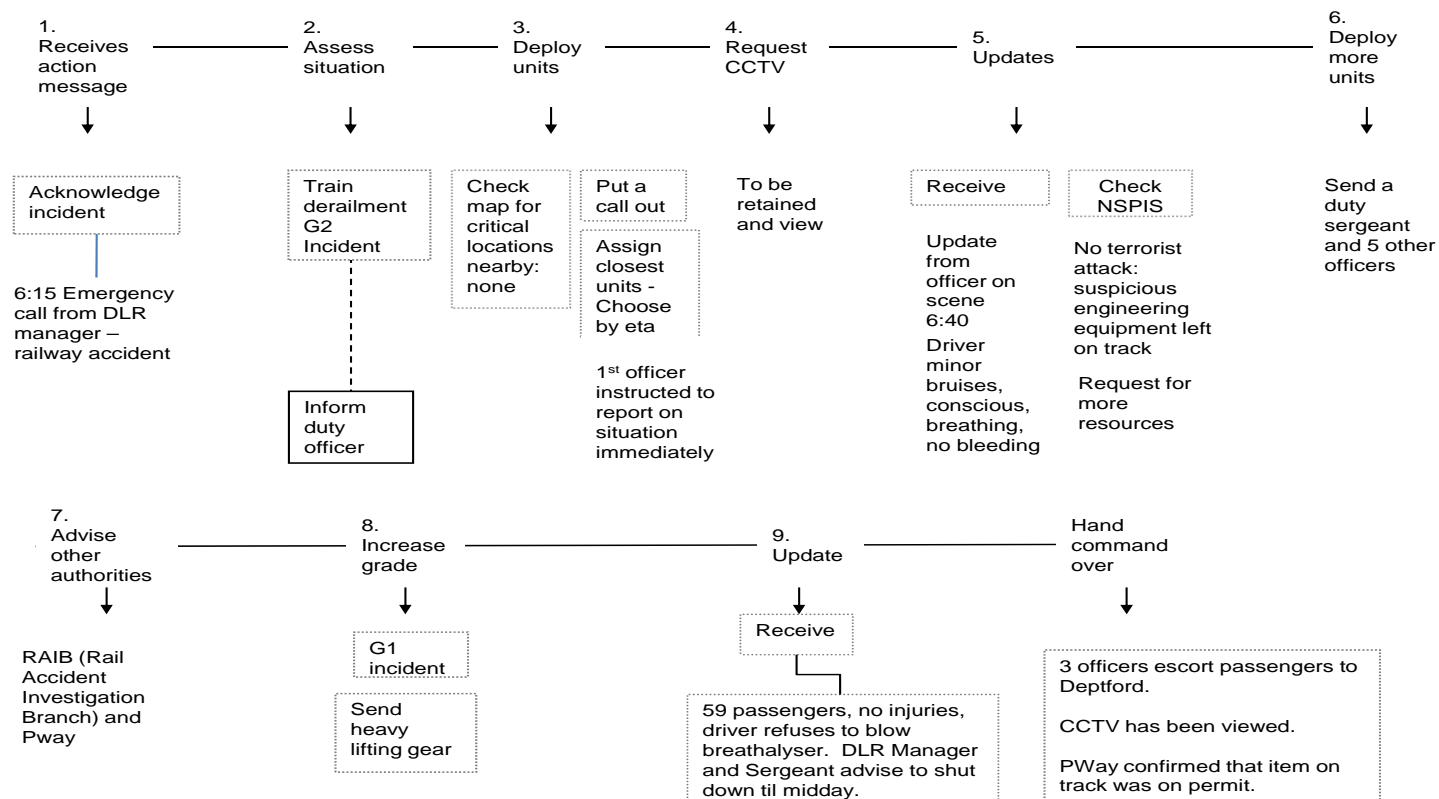 1.
Receives
action
message
2.
Assess
situation
3.
Deploy
units
4.
Request
CCTV
5.
Updates
6.
Deploy
more
units
Acknowledge
incident
6:15 Emergency
call from DLR
manager –
railway accident
Train
derailment
G2
Incident
Inform
duty
officer
Check
map for
critical
locations
nearby:
none
Put a
call out
Assign
closest
units -
Choose
by eta
1st officer
instructed to
report on
situation
immediately
To be
retained
and view
Receive
Update
from
officer on
scene
6:40
Driver
minor
bruises,
conscious,
breathing,
no bleeding
Check
NSPIS
No terrorist
attack:
suspicious
engineering
equipment left
on track
Request for
more
resources
Send a
duty
sergeant
and 5 other
officers
7.
Advise
other
authorities
8.
Increase
grade
9.
Update
Hand
command
over
RAIB (Rail
Accident
Investigation
Branch) and
Pway
G1
incident
Send
heavy
lifting gear
Receive
59 passengers, no injuries,
driver refuses to blow
breathalyser.  DLR Manager
and Sergeant advise to shut
down til midday.
3 officers escort passengers to
Deptford.
CCTV has been viewed.
PWay confirmed that item on
track was on permit.